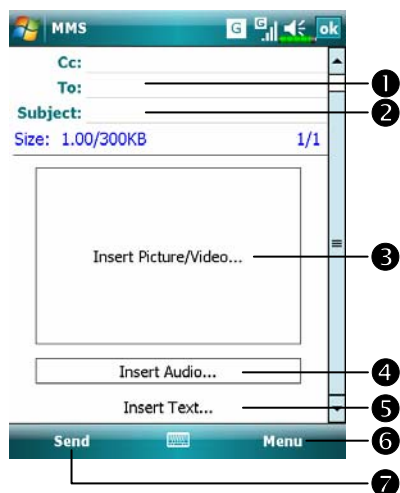 MMS G G ok
Cc:
To: 1
Subject: 2
Size: 1.00/300KB 1/1
Insert Picture/Video... 3
Insert Audio... 4
Insert Text... 5
Send Menu 6
7